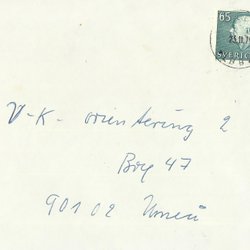 65
SVERIGE
V-K- orientering 2
Box 47
90102 Umeå